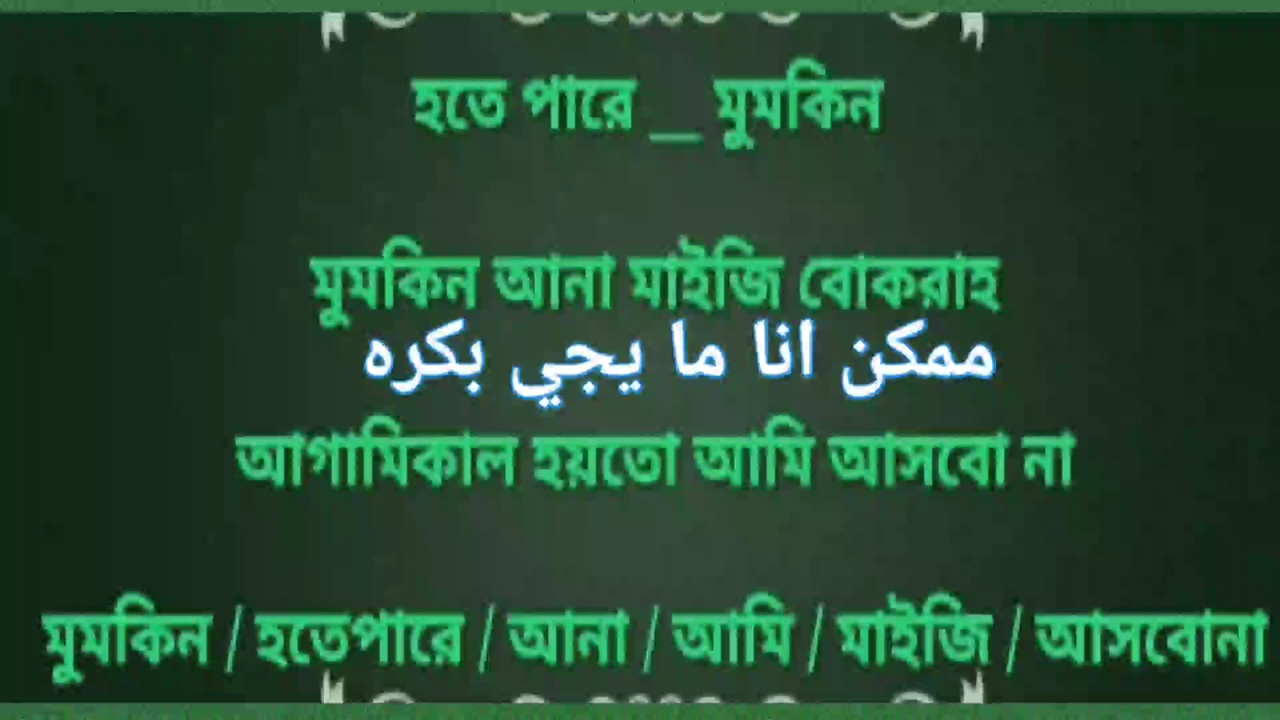 হতে পারে __ মুমকিন
মুমকিন আনা মাইজি বোকরাহ
ممكن انا ما يجي بكره
আগামিকাল হয়তো আমি আসবো না
মুমকিন / হতেপারে / আনা / আমি / মাইজি / আসবোনা